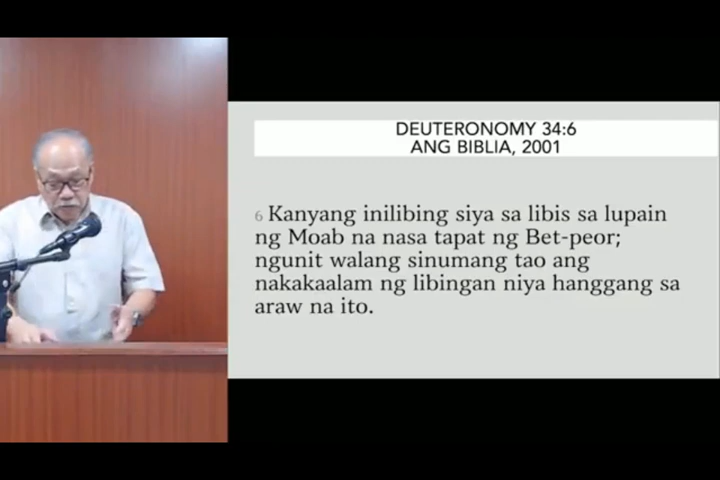 DEUTERONOMY 34:6
ANG BIBLIA, 2001
6 Kanyang inilibing siya sa libis sa lupain
ng Moab na nasa tapat ng Bet-peor;
ngunit walang sinumang tao ang
nakakaalam ng libingan niya hanggang sa
araw na ito.